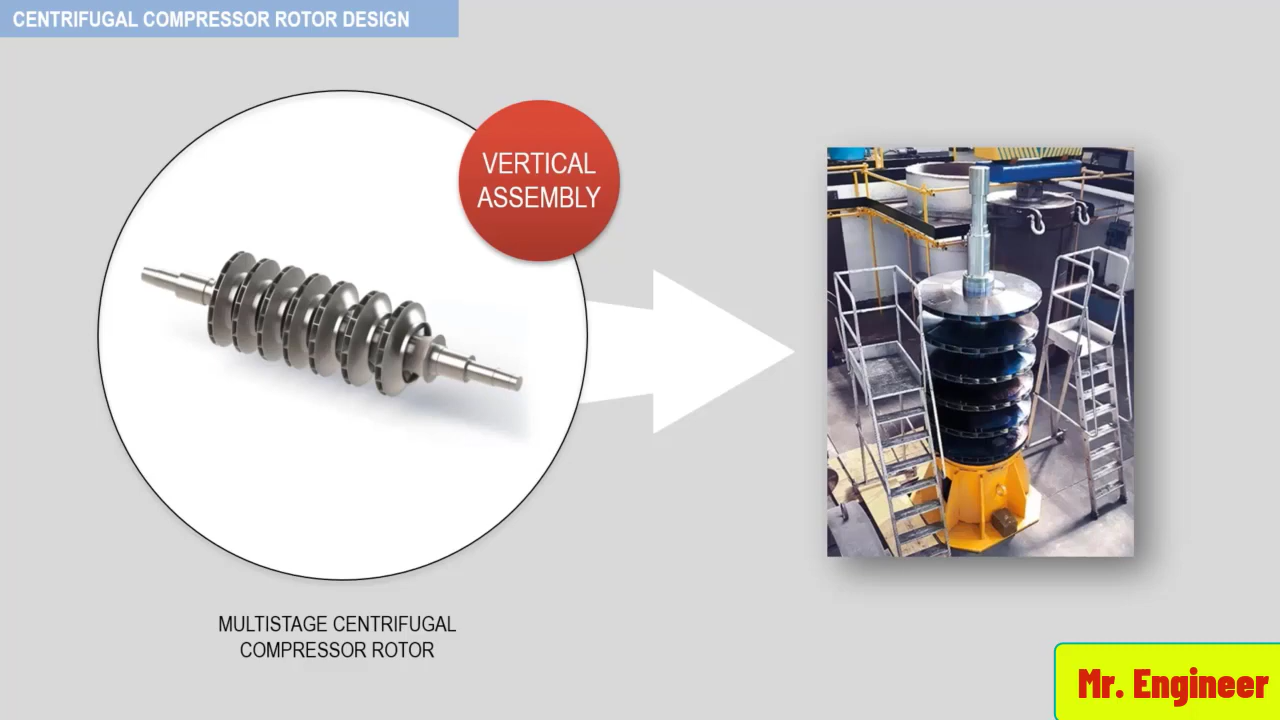 CENTRIFUGAL COMPRESSOR ROTOR DESIGN
VERTICAL
ASSEMBLY
MULTISTAGE CENTRIFUGAL
COMPRESSOR ROTOR
Mr. Engineer